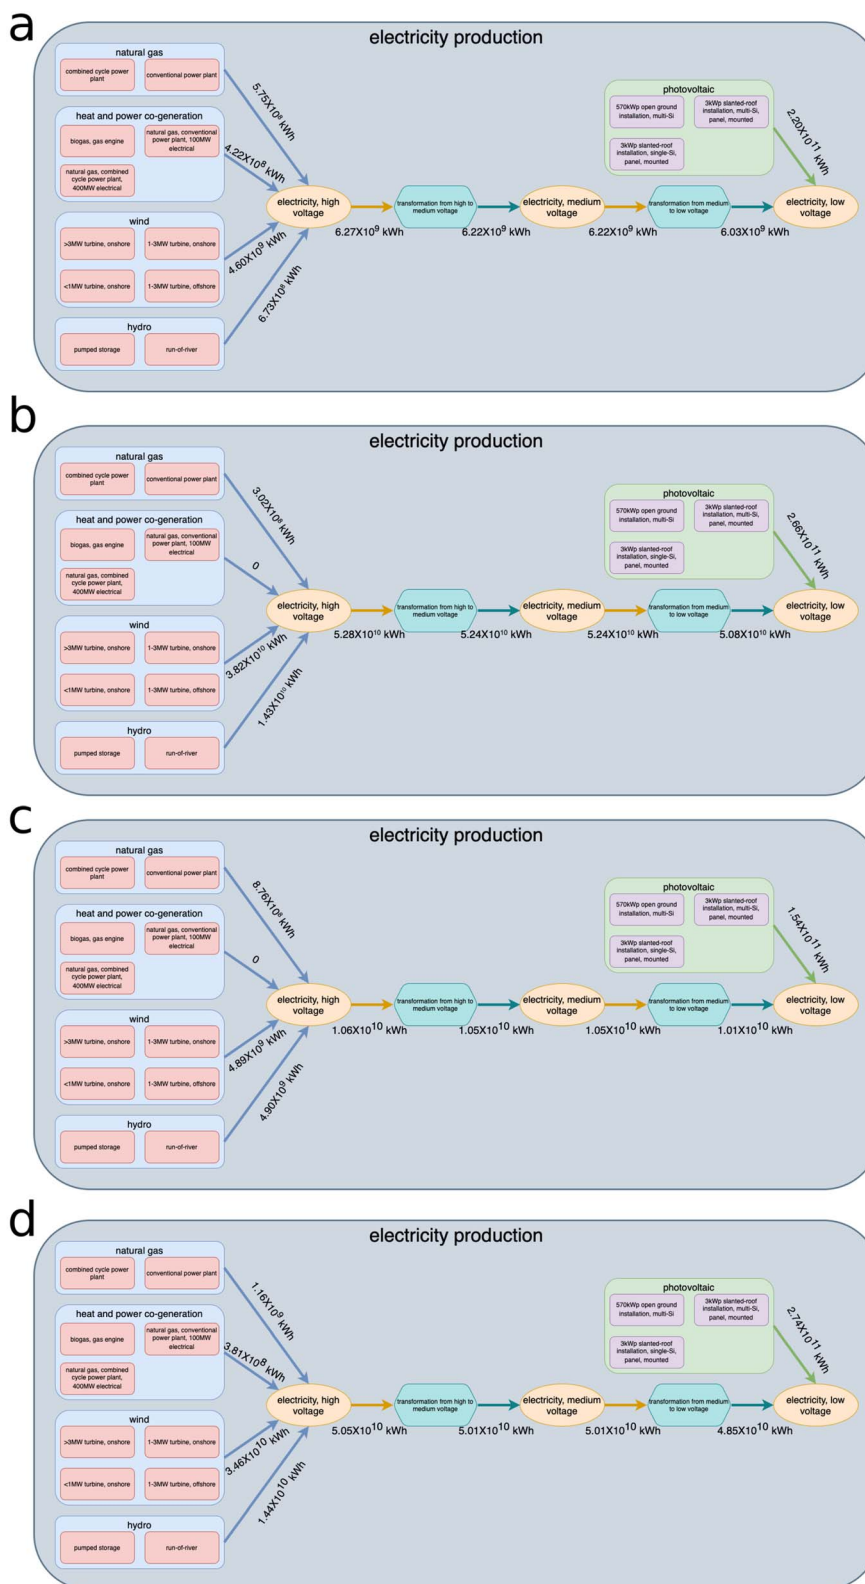 a
electricity production
natural gas
combined cycle power
plant
conventional power plant
5.75X10⁸ kWh
heat and power co-generation
biogas, gas engine
natural gas, conventional
power plant, 100MW
electrical
natural gas, combined
cycle power plant,
400MW electrical
4.22X10⁸ kWh
wind
>3MW turbine, onshore
1-3MW turbine, onshore
<1MW turbine, onshore
1-3MW turbine, offshore
4.60X10⁹ kWh
hydro
pumped storage
run-of-river
6.73X10⁸ kWh
electricity, high
voltage
6.27X10⁹ kWh
transformation from high to
medium voltage
6.22X10⁹ kWh
electricity, medium
voltage
6.22X10⁹ kWh
transformation from medium
to low voltage
6.03X10⁹ kWh
photovoltaic
570kWp open ground
installation, multi-Si
3kWp slanted-roof
installation, multi-Si,
panel, mounted
3kWp slanted-roof
installation, single-Si,
panel, mounted
2.20X10¹¹ kWh
electricity, low
voltage
b
electricity production
natural gas
combined cycle power
plant
conventional power plant
3.02X10⁸ kWh
heat and power co-generation
biogas, gas engine
natural gas, conventional
power plant, 100MW
electrical
natural gas, combined
cycle power plant,
400MW electrical
0
wind
>3MW turbine, onshore
1-3MW turbine, onshore
<1MW turbine, onshore
1-3MW turbine, offshore
3.82X10¹⁰ kWh
hydro
pumped storage
run-of-river
1.43X10¹⁰ kWh
electricity, high
voltage
5.28X10¹⁰ kWh
transformation from high to
medium voltage
5.24X10¹⁰ kWh
electricity, medium
voltage
5.24X10¹⁰ kWh
transformation from medium
to low voltage
5.08X10¹⁰ kWh
photovoltaic
570kWp open ground
installation, multi-Si
3kWp slanted-roof
installation, multi-Si,
panel, mounted
3kWp slanted-roof
installation, single-Si,
panel, mounted
2.66X10¹¹ kWh
electricity, low
voltage
c
electricity production
natural gas
combined cycle power
plant
conventional power plant
8.76X10⁸ kWh
heat and power co-generation
biogas, gas engine
natural gas, conventional
power plant, 100MW
electrical
natural gas, combined
cycle power plant,
400MW electrical
0
wind
>3MW turbine, onshore
1-3MW turbine, onshore
<1MW turbine, onshore
1-3MW turbine, offshore
4.89X10⁹ kWh
hydro
pumped storage
run-of-river
4.90X10⁹ kWh
electricity, high
voltage
1.06X10¹⁰ kWh
transformation from high to
medium voltage
1.05X10¹⁰ kWh
electricity, medium
voltage
1.05X10¹⁰ kWh
transformation from medium
to low voltage
1.01X10¹⁰ kWh
photovoltaic
570kWp open ground
installation, multi-Si
3kWp slanted-roof
installation, multi-Si,
panel, mounted
3kWp slanted-roof
installation, single-Si,
panel, mounted
1.54X10¹¹ kWh
electricity, low
voltage
d
electricity production
natural gas
combined cycle power
plant
conventional power plant
1.16X10⁹ kWh
heat and power co-generation
biogas, gas engine
natural gas, conventional
power plant, 100MW
electrical
natural gas, combined
cycle power plant,
400MW electrical
3.81X10⁸ kWh
wind
>3MW turbine, onshore
1-3MW turbine, onshore
<1MW turbine, onshore
1-3MW turbine, offshore
3.46X10¹⁰ kWh
hydro
pumped storage
run-of-river
1.44X10¹⁰ kWh
electricity, high
voltage
5.05X10¹⁰ kWh
transformation from high to
medium voltage
5.01X10¹⁰ kWh
electricity, medium
voltage
5.01X10¹⁰ kWh
transformation from medium
to low voltage
4.85X10¹⁰ kWh
photovoltaic
570kWp open ground
installation, multi-Si
3kWp slanted-roof
installation, multi-Si,
panel, mounted
3kWp slanted-roof
installation, single-Si,
panel, mounted
2.74X10¹¹ kWh
electricity, low
voltage